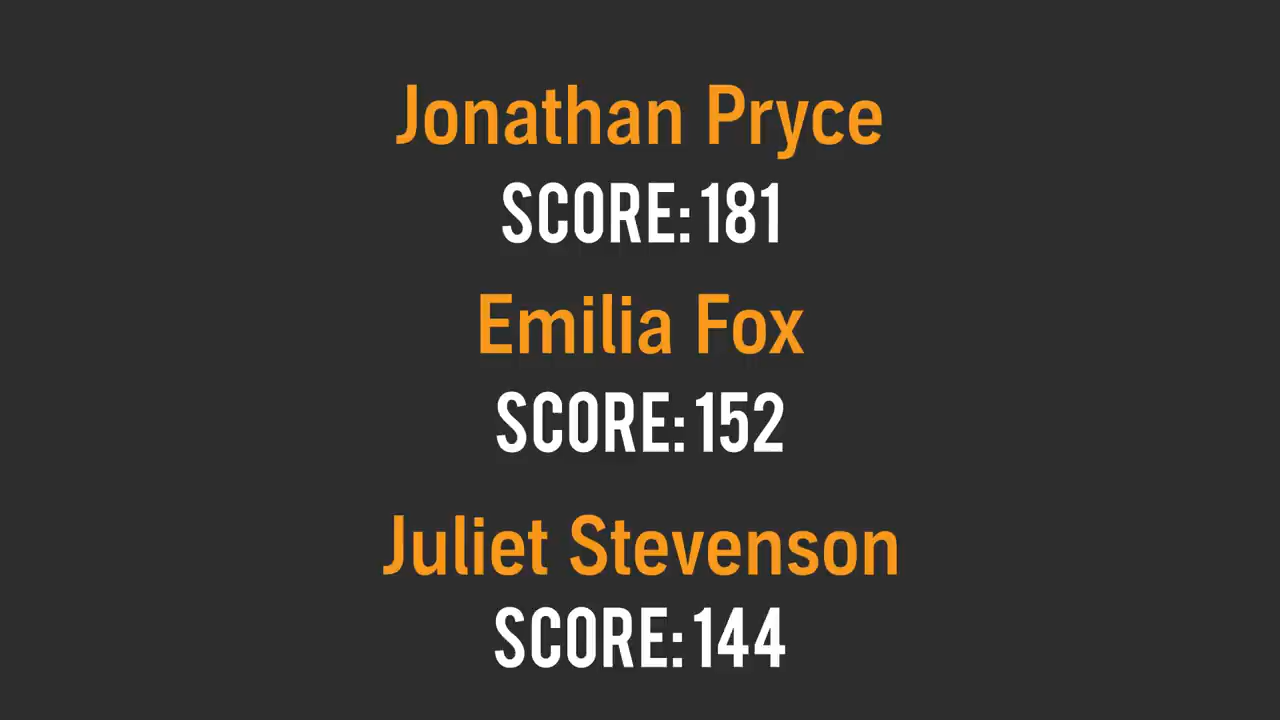 Jonathan Pryce
SCORE: 181
Emilia Fox
SCORE: 152
Juliet Stevenson
SCORE: 144